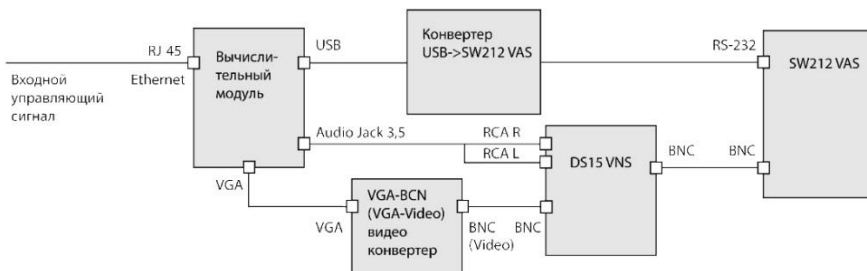 RJ 45
Ethernet
Входной
управляющий
сигнал
Вычисли-
тельный
модуль
USB
Конвертер
USB->SW212 VAS
RS-232
SW212 VAS
Audio Jack 3,5
RCA R
RCA L
DS15 VNS
BNC
BNC
VGA
VGA
VGA-BCN
(VGA-Video)
видео
конвертер
BNC
(Video)
BNC